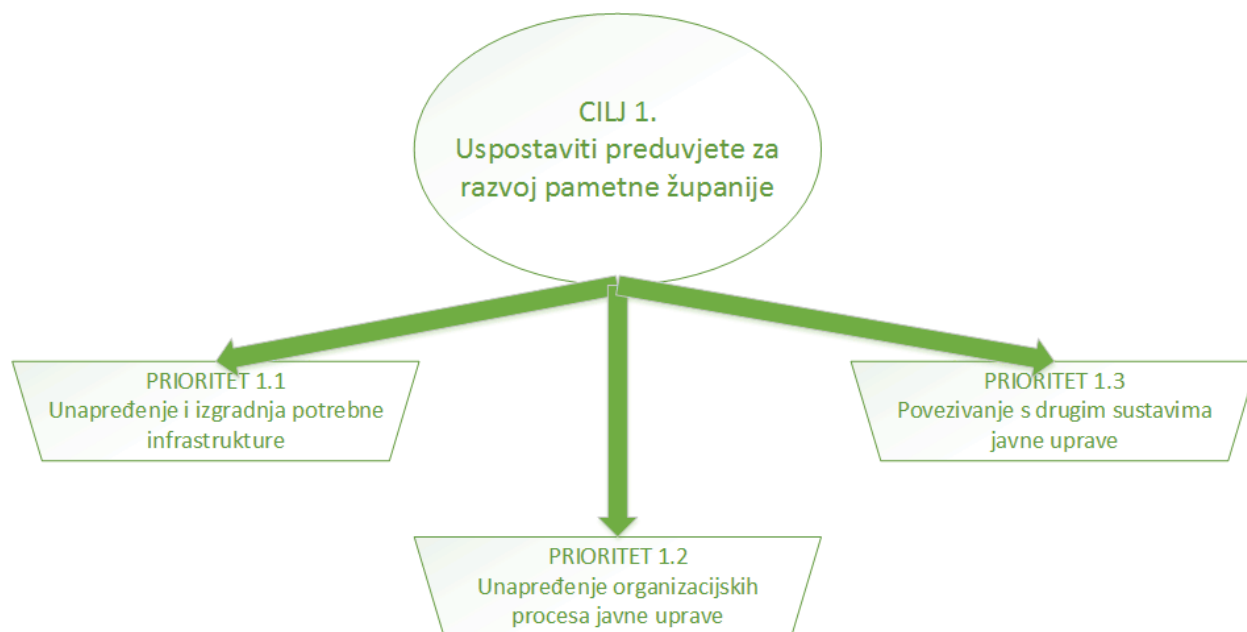 CILJ 1.
Uspostaviti preduvjete za
razvoj pametne županije
PRIORITET 1.1
Unapređenje i izgradnja potrebne
infrastrukture
PRIORITET 1.2
Unapređenje organizacijskih
procesa javne uprave
PRIORITET 1.3
Povezivanje s drugim sustavima
javne uprave